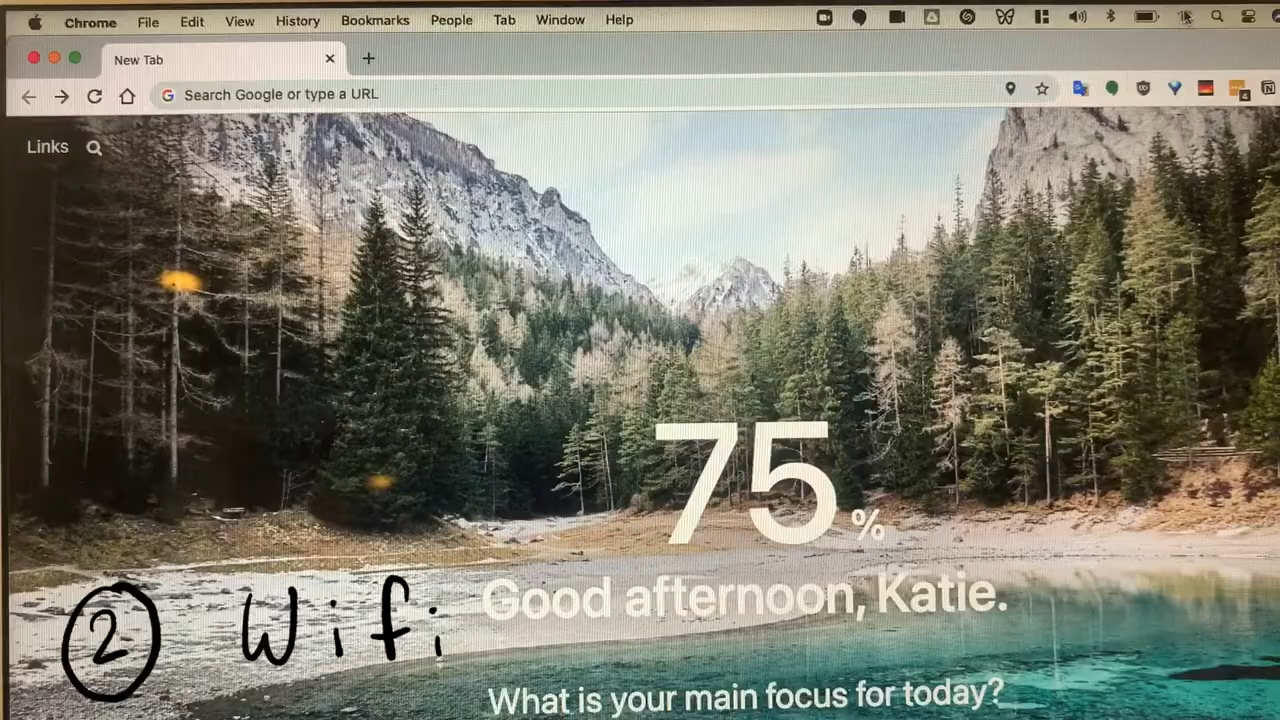 Chrome File Edit View History Bookmarks People Tab Window Help
New Tab
Search Google or type a URL
4
Links
75%
Good afternoon, Katie.
② Wifi
What is your main focus for today?